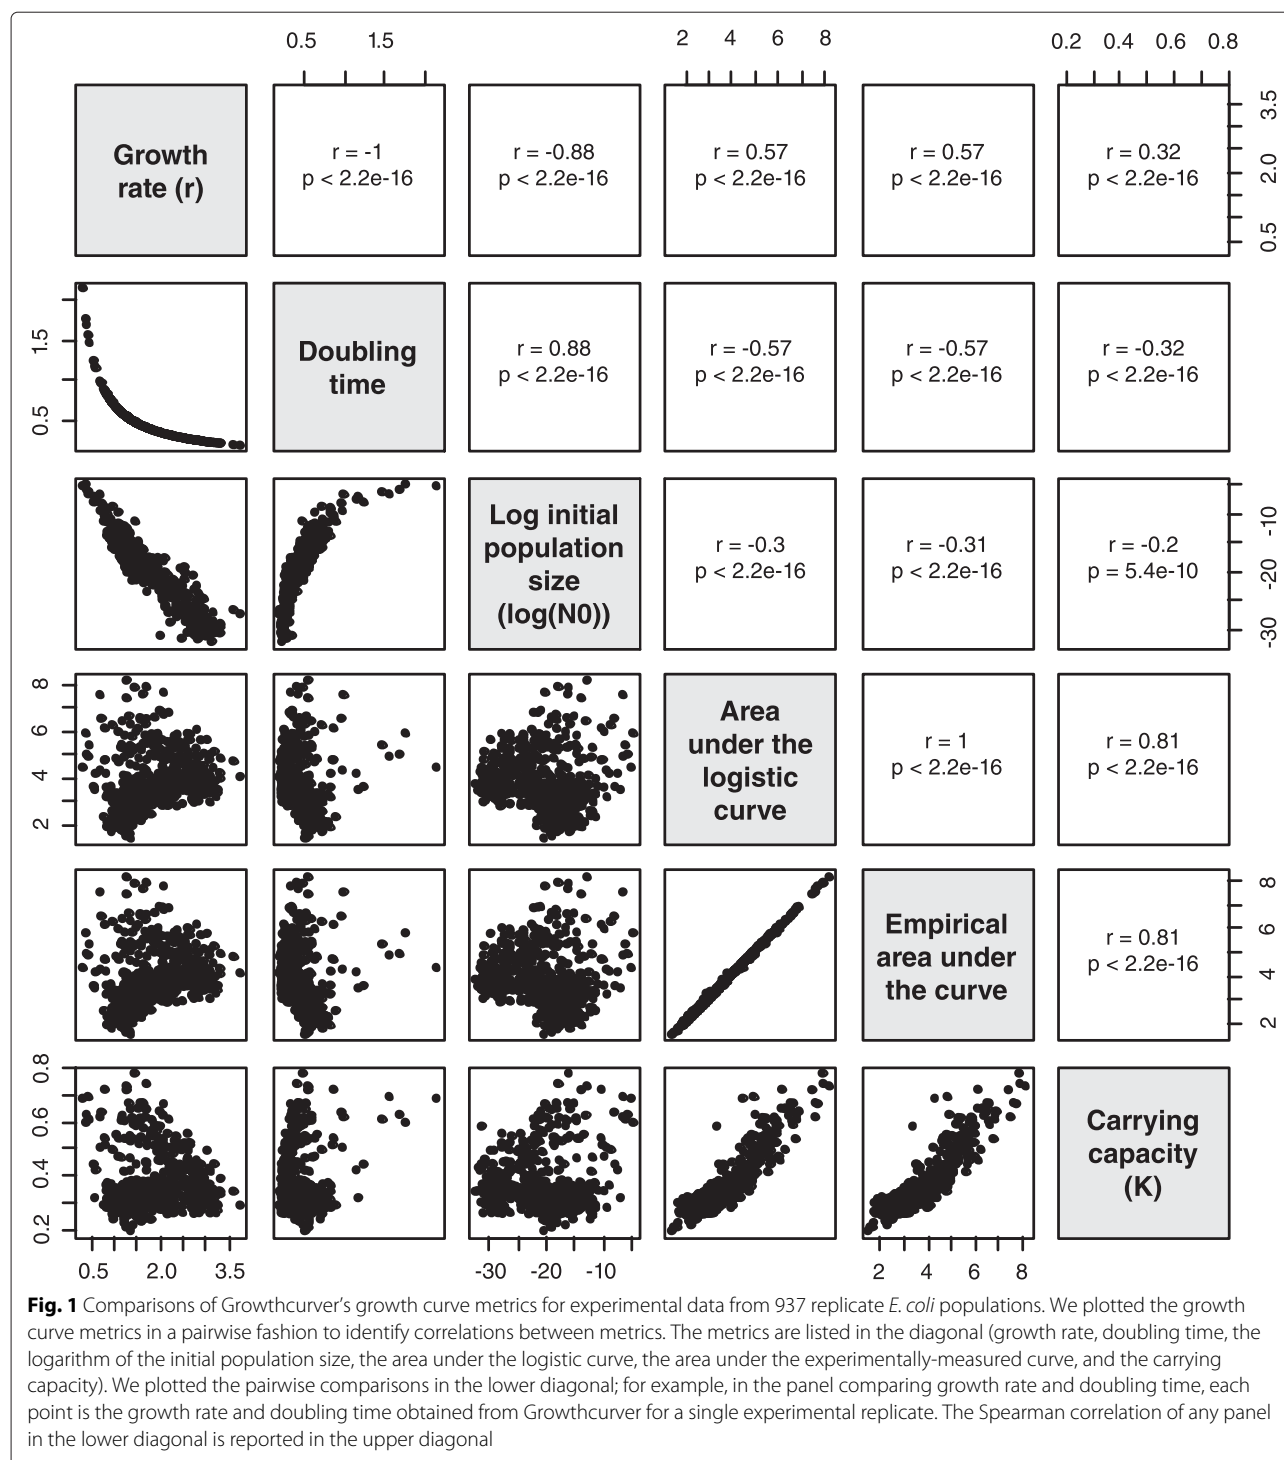 0.5 1.5 2 4 6 8 0.2 0.4 0.6 0.8
Growth
rate (r)
r = -1
p < 2.2e-16
r = -0.88
p < 2.2e-16
r = 0.57
p < 2.2e-16
r = 0.57
p < 2.2e-16
r = 0.32
p < 2.2e-16
0.5 2.0 3.5
0.5 1.5
Doubling
time
r = 0.88
p < 2.2e-16
r = -0.57
p < 2.2e-16
r = -0.57
p < 2.2e-16
r = -0.32
p < 2.2e-16
Log initial
population
size
(log(N0))
r = -0.3
p < 2.2e-16
r = -0.31
p < 2.2e-16
r = -0.2
p = 5.4e-10
-30 -20 -10
2 4 6 8
Area
under the
logistic
curve
r = 1
p < 2.2e-16
r = 0.81
p < 2.2e-16
Empirical
area under
the curve
r = 0.81
p < 2.2e-16
2 4 6 8
0.2 0.4 0.6 0.8
Carrying
capacity
(K)
0.5 2.0 3.5 -30 -20 -10 2 4 6 8
Fig. 1 Comparisons of Growthcurver's growth curve metrics for experimental data from 937 replicate E. coli populations. We plotted the growth
curve metrics in a pairwise fashion to identify correlations between metrics. The metrics are listed in the diagonal (growth rate, doubling time, the
logarithm of the initial population size, the area under the logistic curve, the area under the experimentally-measured curve, and the carrying
capacity). We plotted the pairwise comparisons in the lower diagonal; for example, in the panel comparing growth rate and doubling time, each
point is the growth rate and doubling time obtained from Growthcurver for a single experimental replicate. The Spearman correlation of any panel
in the lower diagonal is reported in the upper diagonal